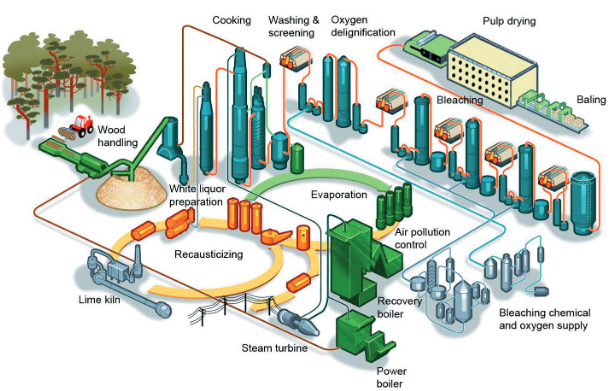 Cooking
Washing &
screening
Oxygen
delignification
Pulp drying
Bleaching
Baling
Wood
handling
White liquor
preparation
Evaporation
Air pollution
control
Recausticizing
Lime kiln
Recovery
boiler
Bleaching chemical
and oxygen supply
Steam turbine
Power
boiler